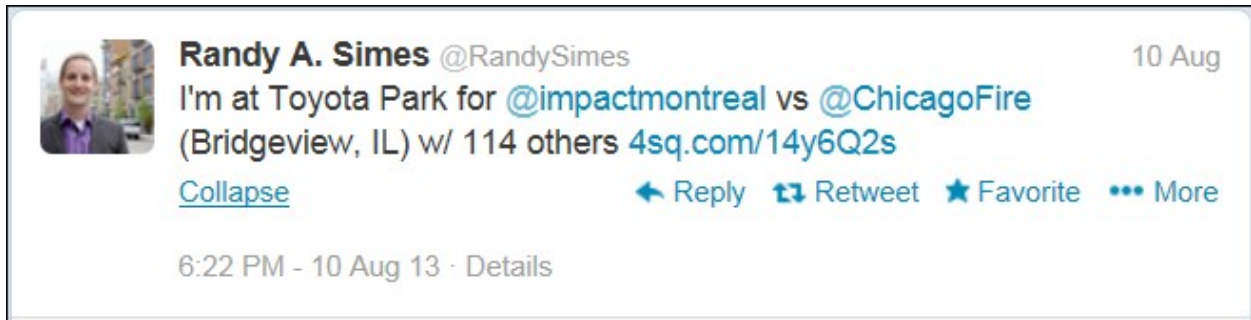 Randy A. Simes @RandySimes 10 Aug
I'm at Toyota Park for @impactmontreal vs @ChicagoFire
(Bridgeview, IL) w/ 114 others 4sq.com/14y6Q2s
Collapse Reply Retweet Favorite ••• More
6:22 PM - 10 Aug 13 · Details